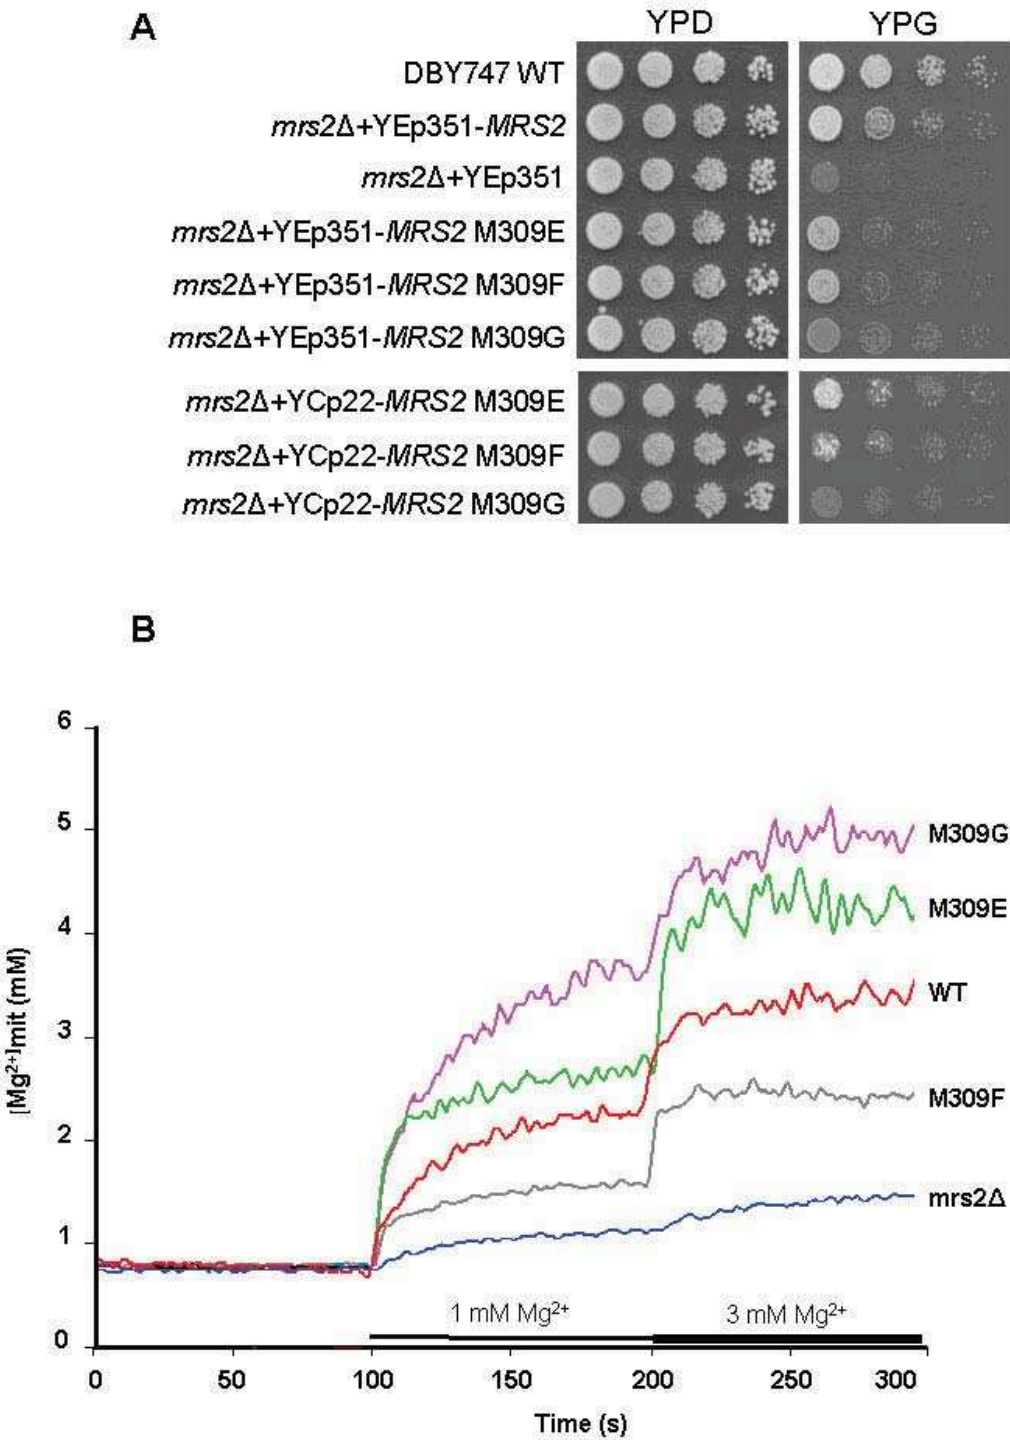 A
YPD YPG
DBY747 WT
mrs2Δ+YEp351-MRS2
mrs2Δ+YEp351
mrs2Δ+YEp351-MRS2 M309E
mrs2Δ+YEp351-MRS2 M309F
mrs2Δ+YEp351-MRS2 M309G
mrs2Δ+YCp22-MRS2 M309E
mrs2Δ+YCp22-MRS2 M309F
mrs2Δ+YCp22-MRS2 M309G
B
6
5
4
3
2
1
0
[Mg²⁺]mit (mM)
M309G
M309E
WT
M309F
mrs2Δ
1 mM Mg²⁺ 3 mM Mg²⁺
0 50 100 150 200 250 300
Time (s)